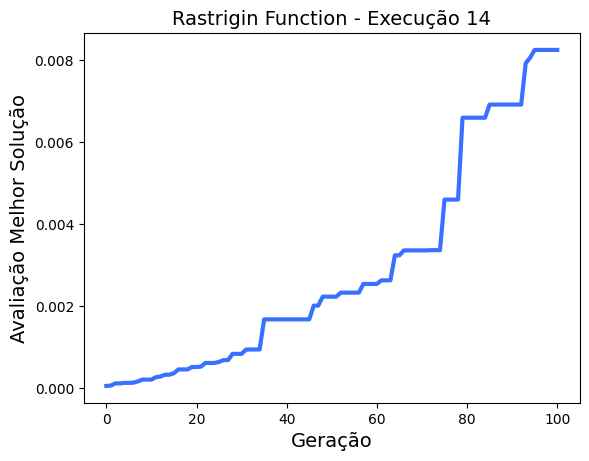 Rastrigin Function - Execução 14
Avaliação Melhor Solução
0.008
0.006
0.004
0.002
0.000
0 20 40 60 80 100
Geração